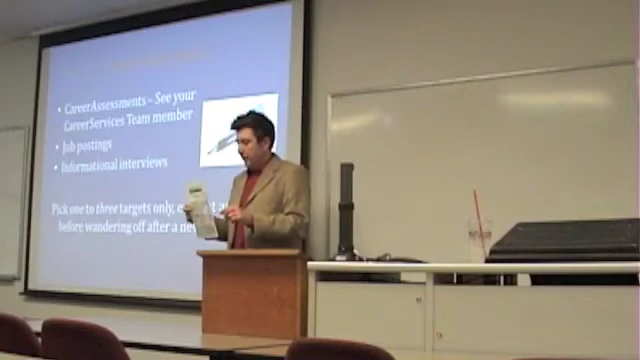 • CareerAssessments – See your
CareerServices Team member
• Job postings
• Informational interviews
Pick one to three targets only,
before wandering off after a